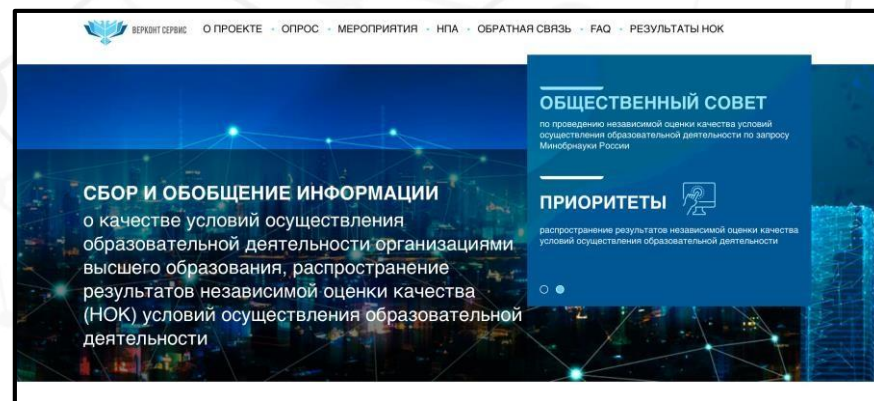 ВЕРКОНТ СЕРВИС О ПРОЕКТЕ • ОПРОС • МЕРОПРИЯТИЯ • НПА • ОБРАТНАЯ СВЯЗЬ • FAQ • РЕЗУЛЬТАТЫ НОК
СБОР И ОБОБЩЕНИЕ ИНФОРМАЦИИ
о качестве условий осуществления
образовательной деятельности организациями
высшего образования, распространение
результатов независимой оценки качества
(НОК) условий осуществления образовательной
деятельности
ОБЩЕСТВЕННЫЙ СОВЕТ
по проведению независимой оценки качества условий
осуществления образовательной деятельности по запросу
Минобрнауки России
ПРИОРИТЕТЫ
распространение результатов независимой оценки качества
условий осуществления образовательной деятельности